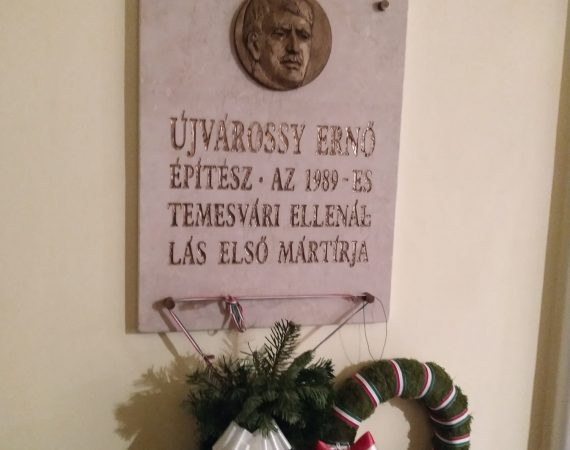 ÚJVÁROSSY ERNŐ
ÉPÍTÉSZ · AZ 1989-ES
TEMESVÁRI ELLENÁL-
LÁS ELSŐ MÁRTÍRJA